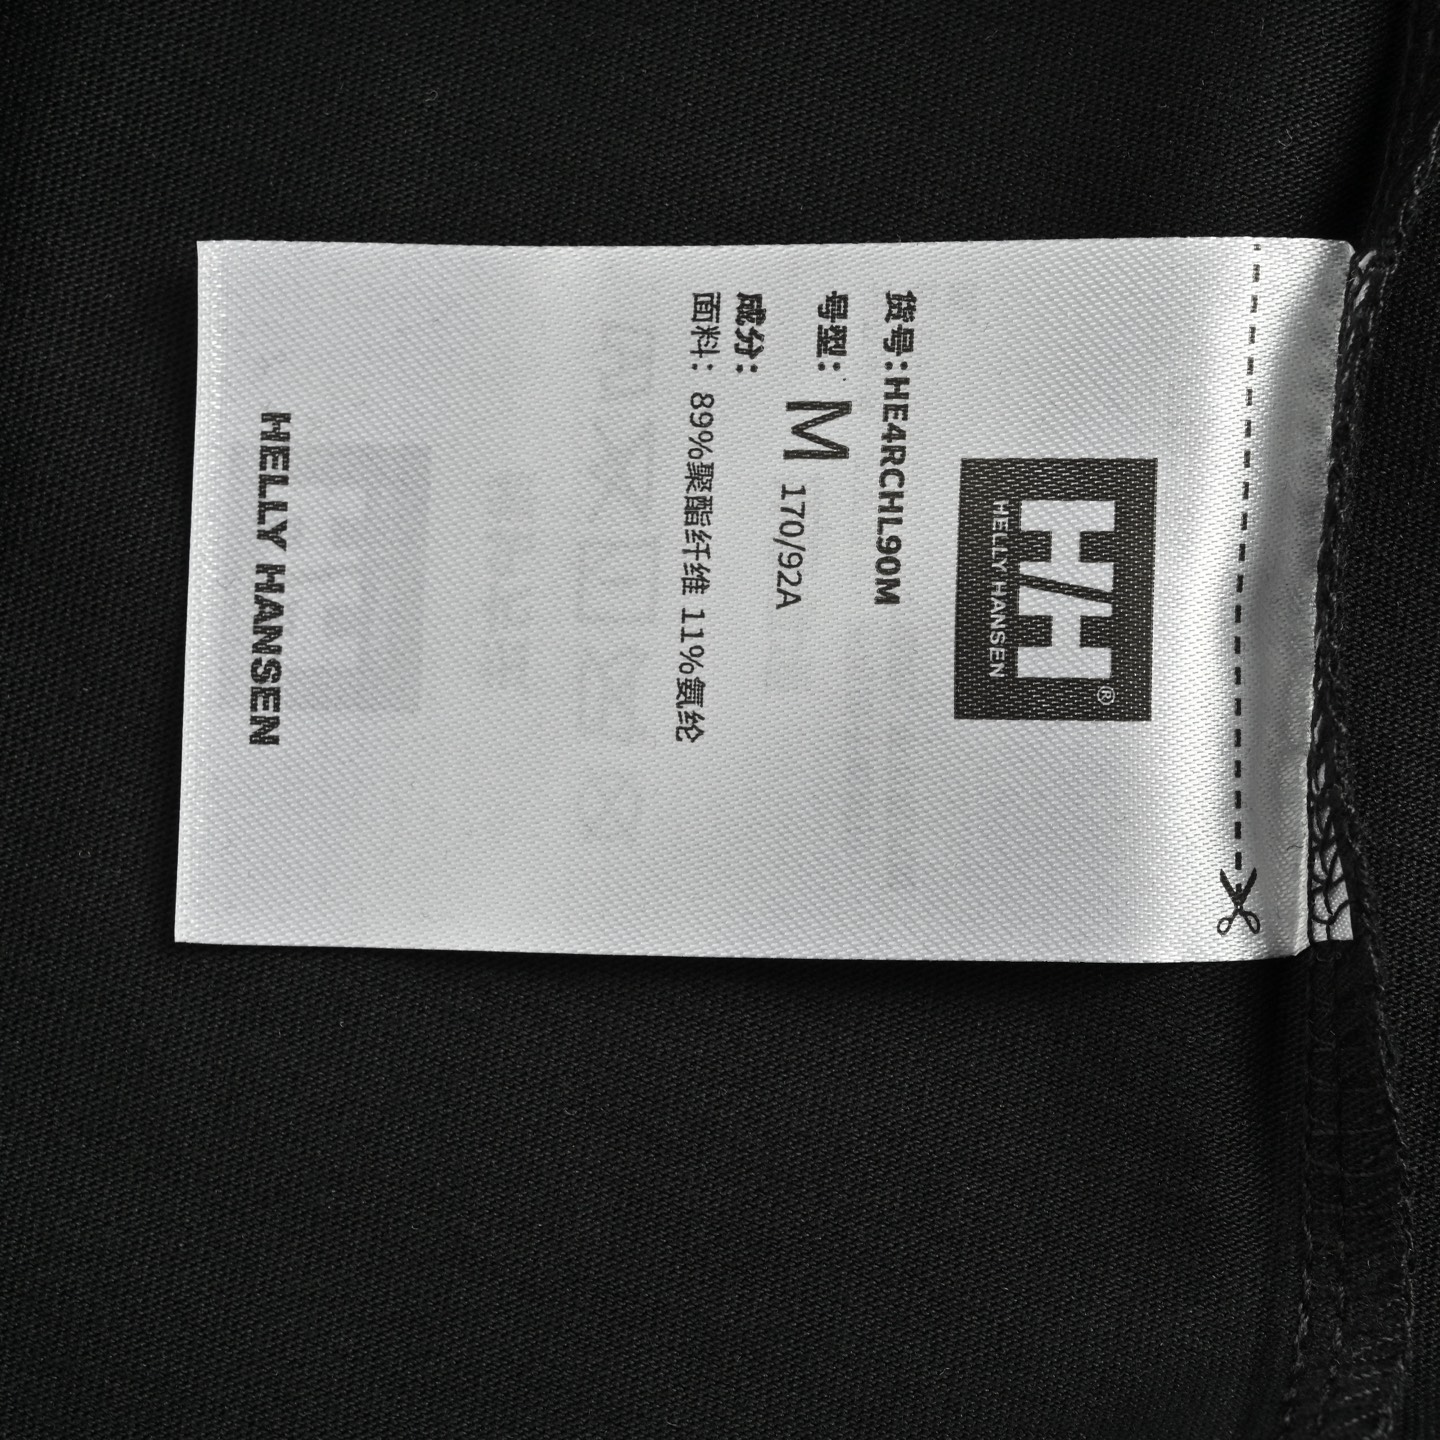 H/H®
HELLY HANSEN
货号:HE4RCHL90M
号型: M 170/92A
成分:
面料: 89%聚酯纤维 11%氨纶
HELLY HANSEN